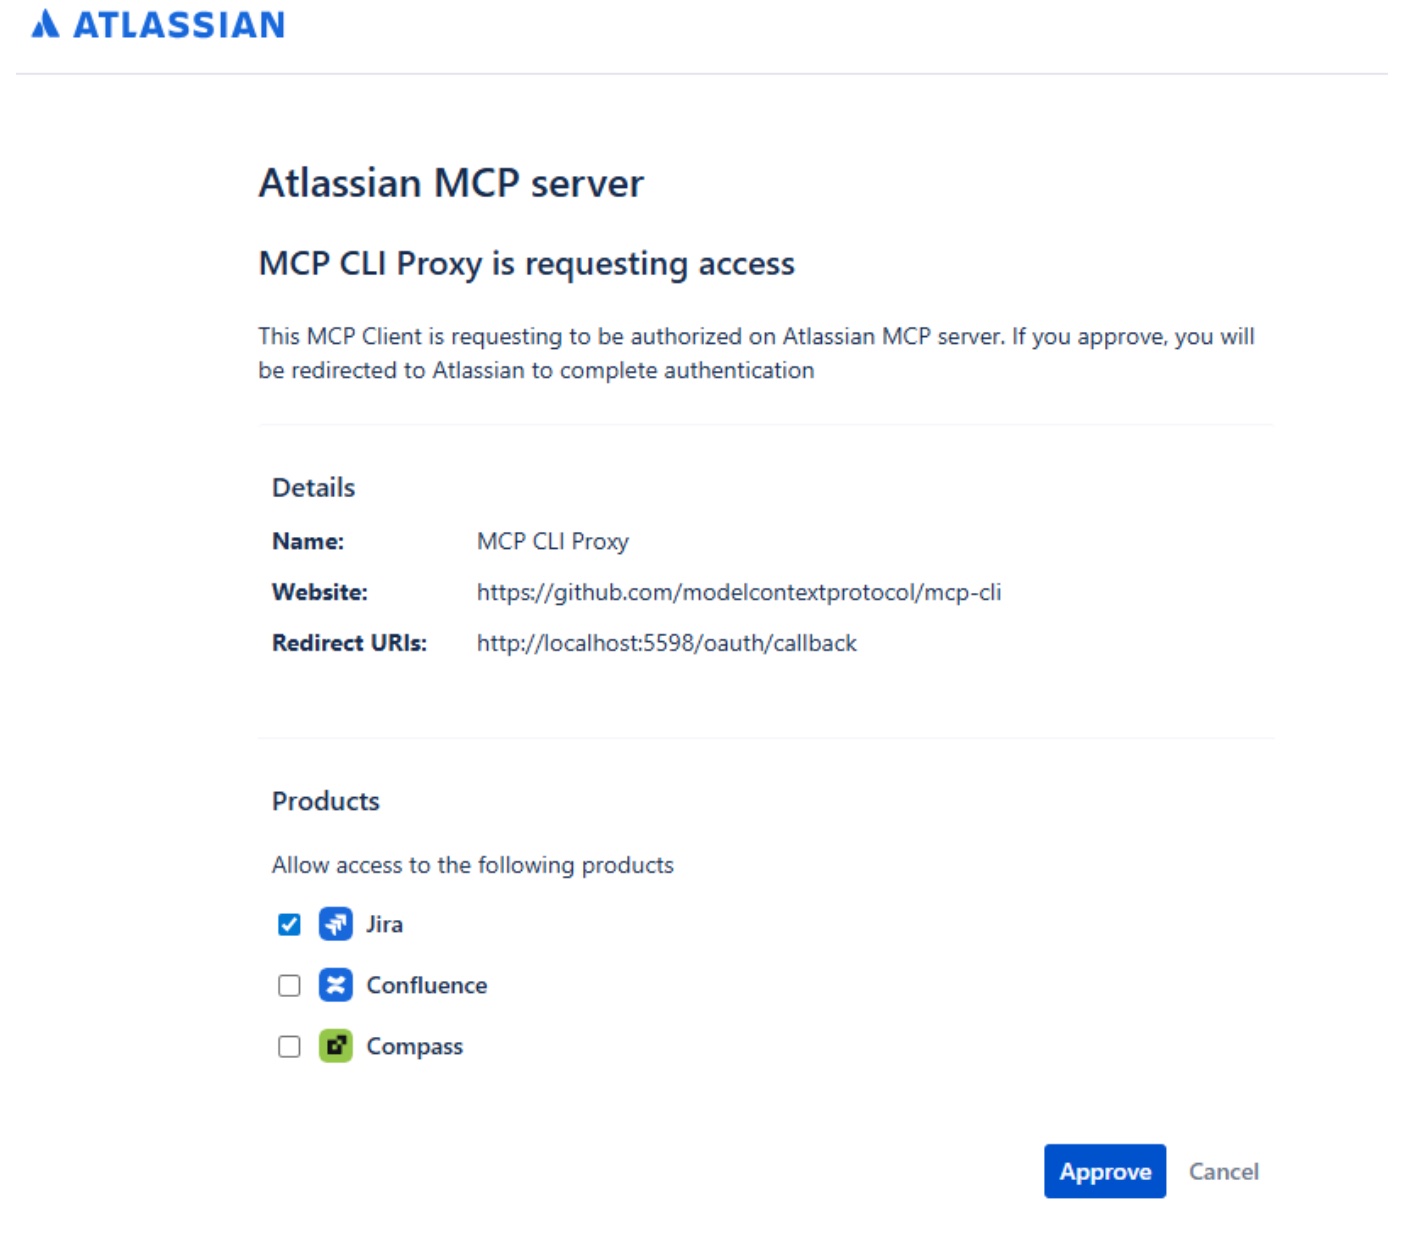 ATLASSIAN
Atlassian MCP server
MCP CLI Proxy is requesting access
This MCP Client is requesting to be authorized on Atlassian MCP server. If you approve, you will
be redirected to Atlassian to complete authentication
Details
Name: MCP CLI Proxy
Website: https://github.com/modelcontextprotocol/mcp-cli
Redirect URIs: http://localhost:5598/oauth/callback
Products
Allow access to the following products
Jira
Confluence
Compass
Approve Cancel